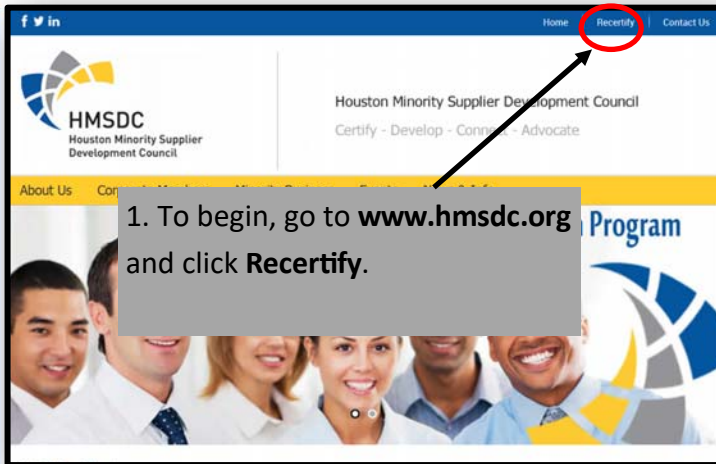 f in
Home Recertify Contact Us
HMSDC
Houston Minority Supplier
Development Council
Houston Minority Supplier Development Council
Certify - Develop - Connect - Advocate
About Us
1. To begin, go to www.hmsdc.org
and click Recertify.
Program